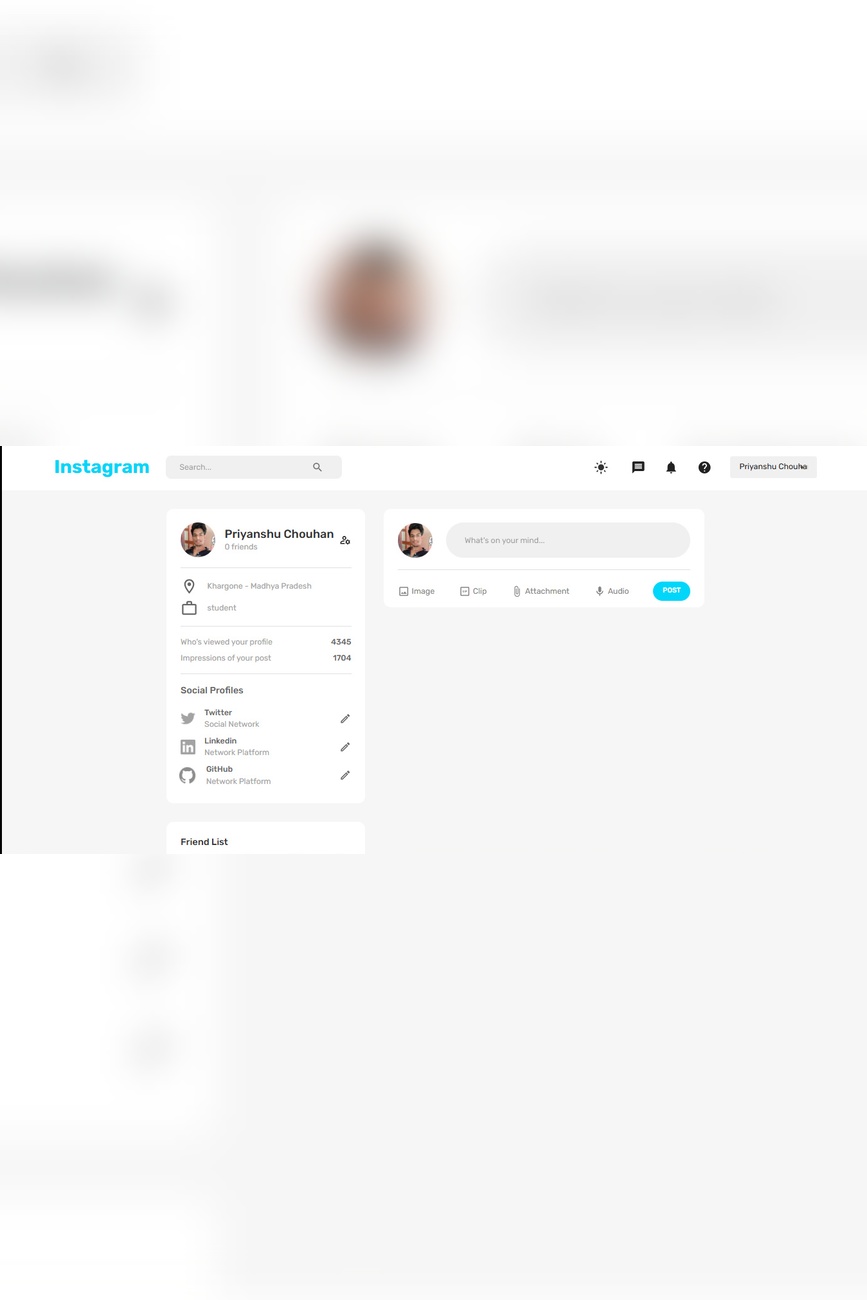 Instagram
Search...
Priyanshu Chouha
Priyanshu Chouhan
0 friends
Khargone - Madhya Pradesh
student
Who's viewed your profile 4345
Impressions of your post 1704
Social Profiles
Twitter
Social Network
Linkedin
Network Platform
GitHub
Network Platform
Friend List
What's on your mind...
Image Clip Attachment Audio POST